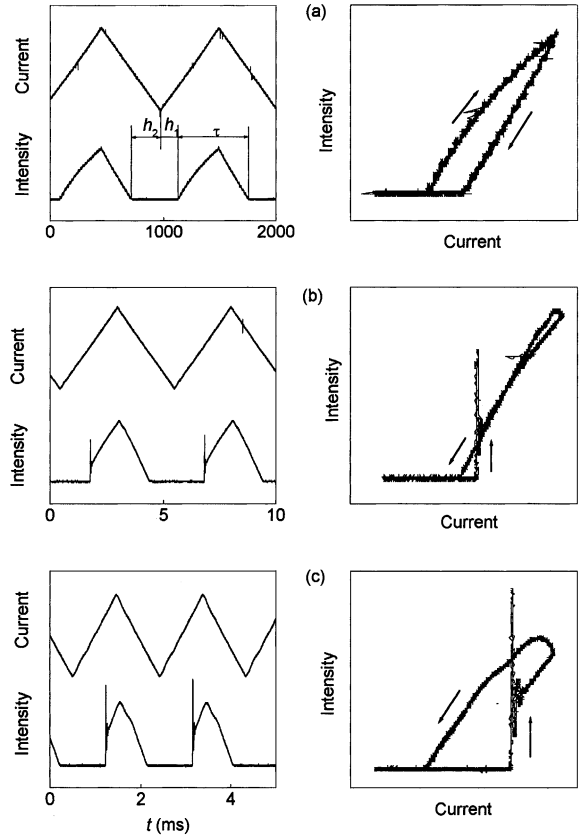 (a)
Current
Intensity
h2 h1 τ
0 1000 2000
Intensity
Current
(b)
Current
Intensity
0 5 10
Intensity
Current
(c)
Current
Intensity
0 2 4
t (ms)
Intensity
Current